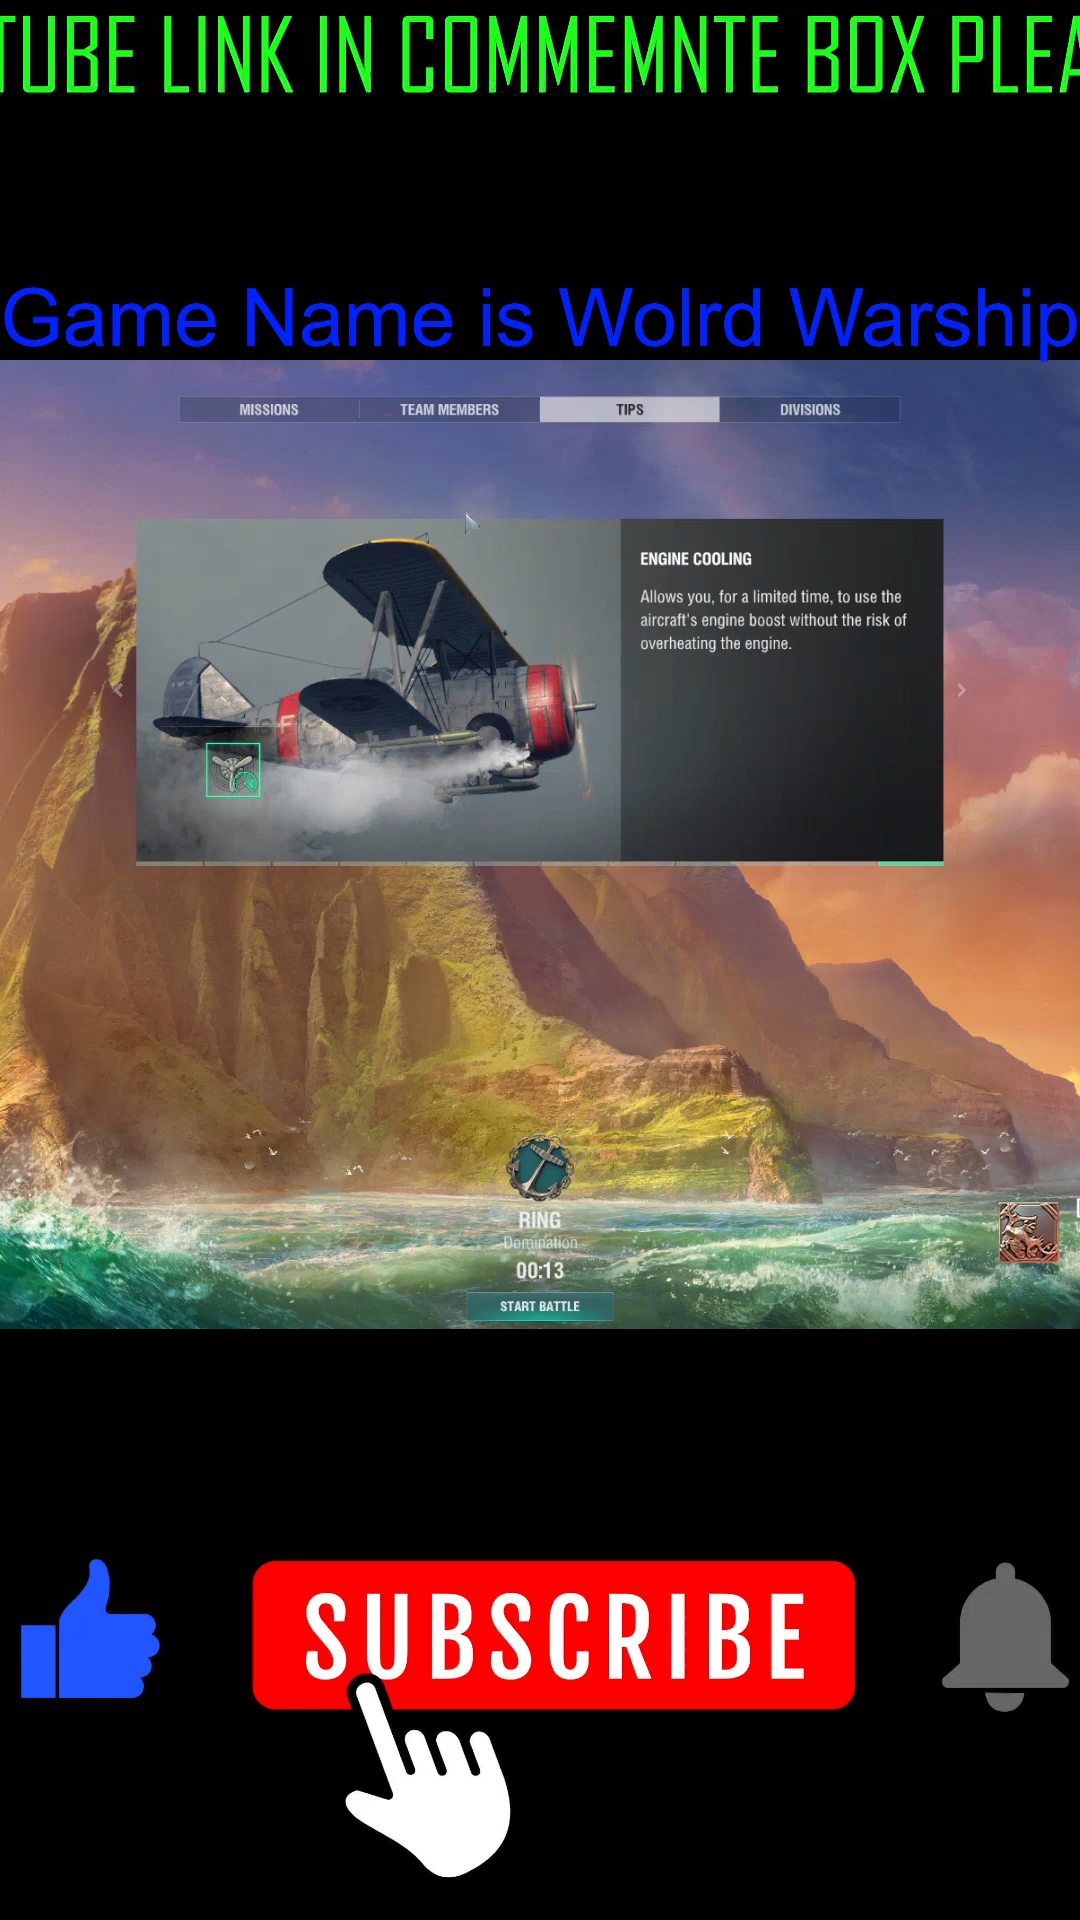 TUBE LINK IN COMMEMNTE BOX PLEA
Game Name is Wolrd Warship
MISSIONS TEAM MEMBERS TIPS DIVISIONS
ENGINE COOLING
Allows you, for a limited time, to use the
aircraft's engine boost without the risk of
overheating the engine.
F
RING
Domination
00:13
START BATTLE
SUBSCRIBE